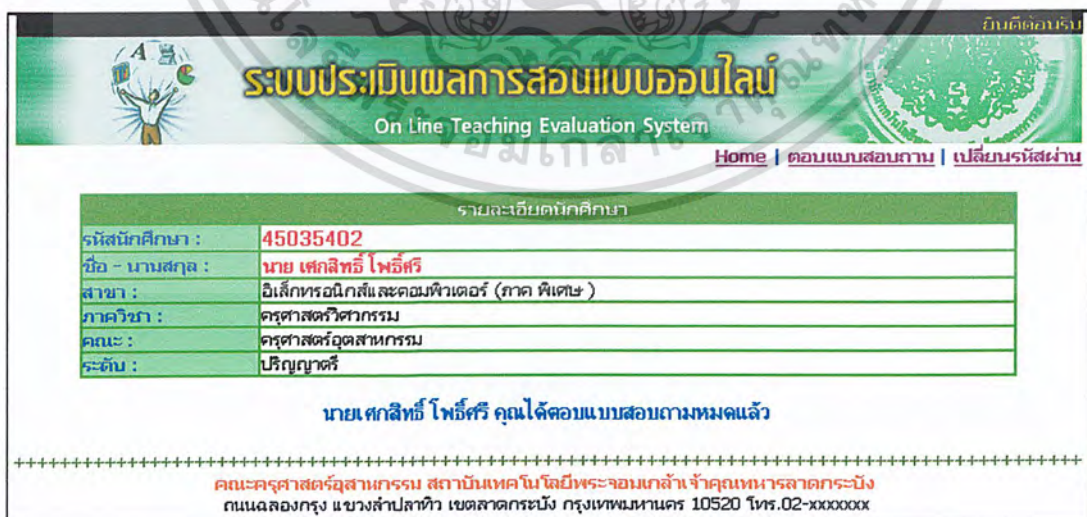 ยินดีต้อนรับ
ระบบประเมินผลการสอนแบบออนไลน์
On Line Teaching Evaluation System
Home | ตอบแบบสอบถาม | เปลี่ยนรหัสผ่าน
รายละเอียดนักศึกษา
รหัสนักศึกษา : 45035402
ชื่อ - นามสกุล : นาย เศกสิทธิ์ โพธิ์ศรี
สาขา : อิเล็กทรอนิกส์และคอมพิวเตอร์ (ภาค พิเศษ )
ภาควิชา : ครุศาสตร์วิศวกรรม
คณะ : ครุศาสตร์อุตสาหกรรม
ระดับ : ปริญญาตรี
นายเศกสิทธิ์ โพธิ์ศรี คุณได้ตอบแบบสอบถามหมดแล้ว
คณะครุศาสตร์อุสาหกรรม สถาบันเทคโนโลยีพระจอมเกล้าเจ้าคุณทหารลาดกระบัง
ถนนฉลองกรุง แขวงลำปลาทิว เขตลาดกระบัง กรุงเทพมหานคร 10520 โทร.02-xxxxxxx